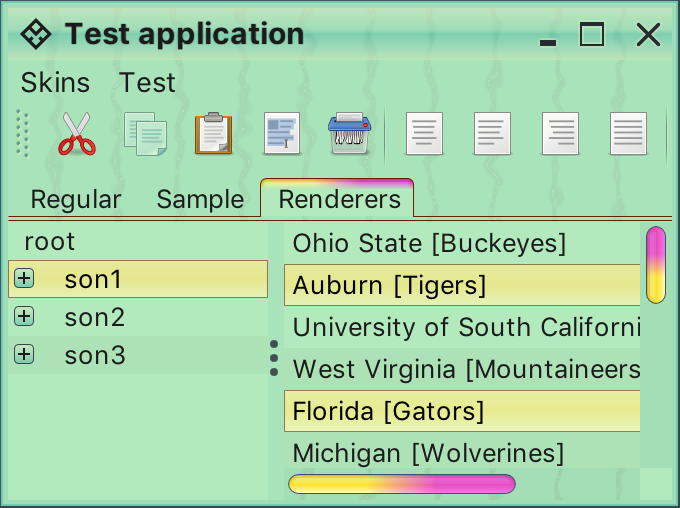 Test application
Skins Test
Regular Sample Renderers
root
son1
son2
son3
Ohio State [Buckeyes]
Auburn [Tigers]
University of South Californi
West Virginia [Mountaineers
Florida [Gators]
Michigan [Wolverines]